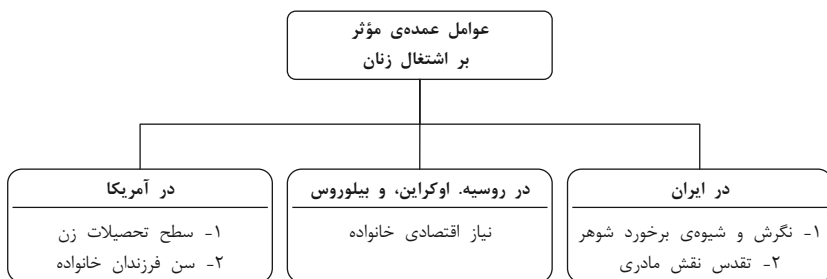 عوامل عمده‌ی مؤثر
بر اشتغال زنان
در ایران
۱- نگرش و شیوه‌ی برخورد شوهر
۲- تقدس نقش مادری
در روسیه. اوکراین، و بیلوروس
نیاز اقتصادی خانواده
در آمریکا
۱- سطح تحصیلات زن
۲- سن فرزندان خانواده